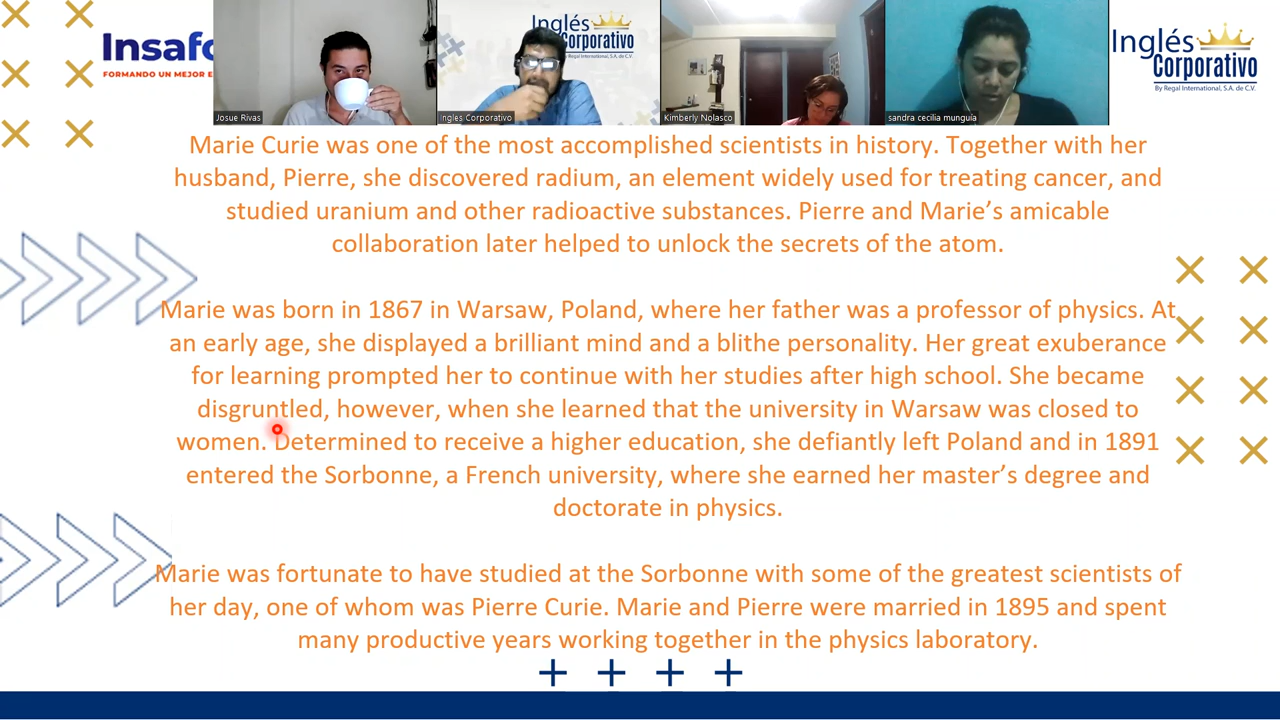 Insafo
FORMANDO UN MEJOR E
Inglés
Corporativo
by Regal International, S.A. de C.V.
Inglés
Corporativo
By Regal International, S.A. de C.V.
Josue Rivas
Ingles Corporativo
Kimberly Nolasco
sandra cecilia munguía
Marie Curie was one of the most accomplished scientists in history. Together with her
husband, Pierre, she discovered radium, an element widely used for treating cancer, and
studied uranium and other radioactive substances. Pierre and Marie’s amicable
collaboration later helped to unlock the secrets of the atom.
Marie was born in 1867 in Warsaw, Poland, where her father was a professor of physics. At
an early age, she displayed a brilliant mind and a blithe personality. Her great exuberance
for learning prompted her to continue with her studies after high school. She became
disgruntled, however, when she learned that the university in Warsaw was closed to
women. Determined to receive a higher education, she defiantly left Poland and in 1891
entered the Sorbonne, a French university, where she earned her master’s degree and
doctorate in physics.
Marie was fortunate to have studied at the Sorbonne with some of the greatest scientists of
her day, one of whom was Pierre Curie. Marie and Pierre were married in 1895 and spent
many productive years working together in the physics laboratory.